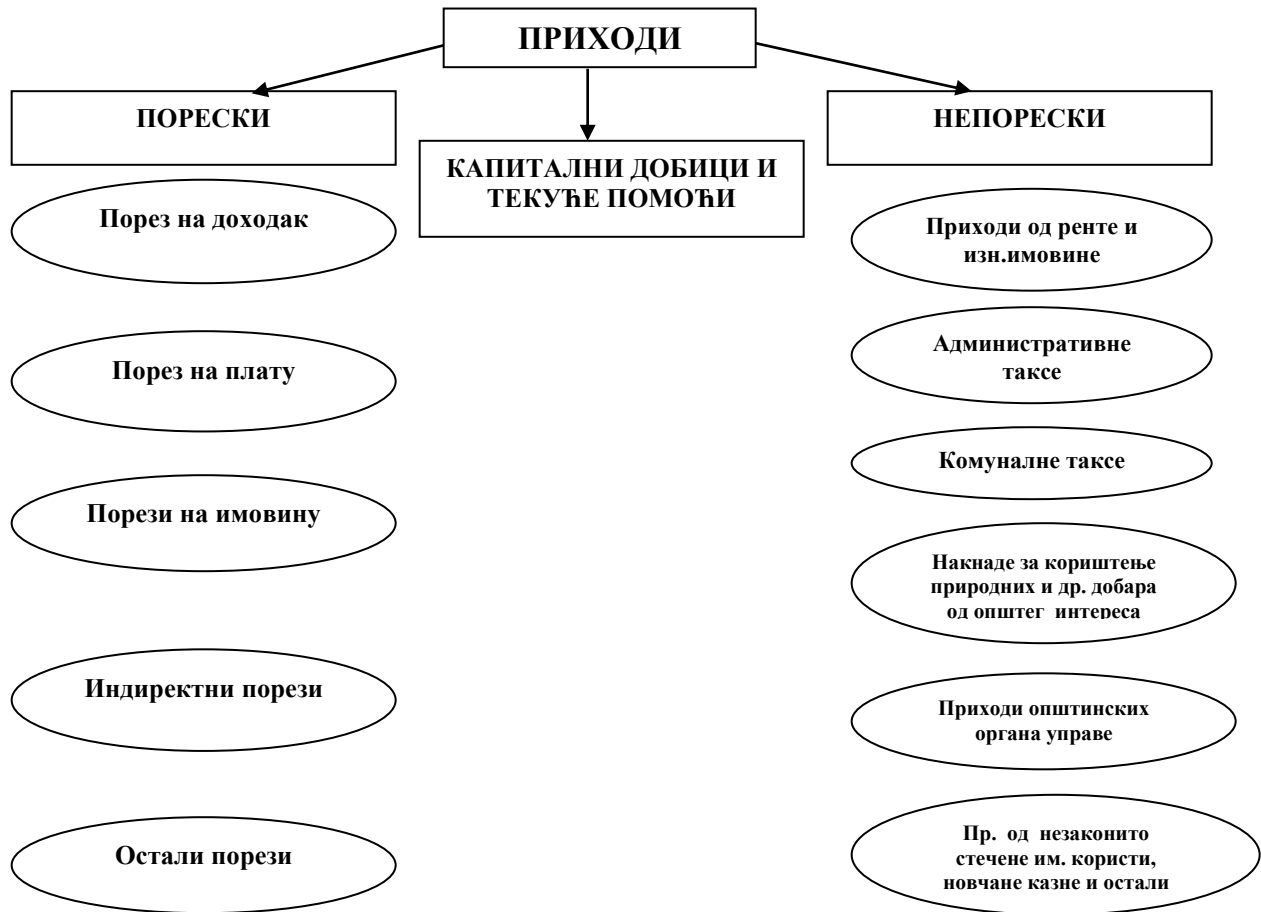 ПРИХОДИ
ПОРЕСКИ
КАПИТАЛНИ ДОБИЦИ И
ТЕКУЋЕ ПОМОЋИ
НЕПОРЕСКИ
Порез на доходак
Порез на плату
Порези на имовину
Индиректни порези
Остали порези
Приходи од ренте и
изн.имовине
Административне
таксе
Комуналне таксе
Накнаде за кориштење
природних и др. добара
од општег интереса
Приходи општинских
органа управе
Пр. од незаконито
стечене им. користи,
новчане казне и остали